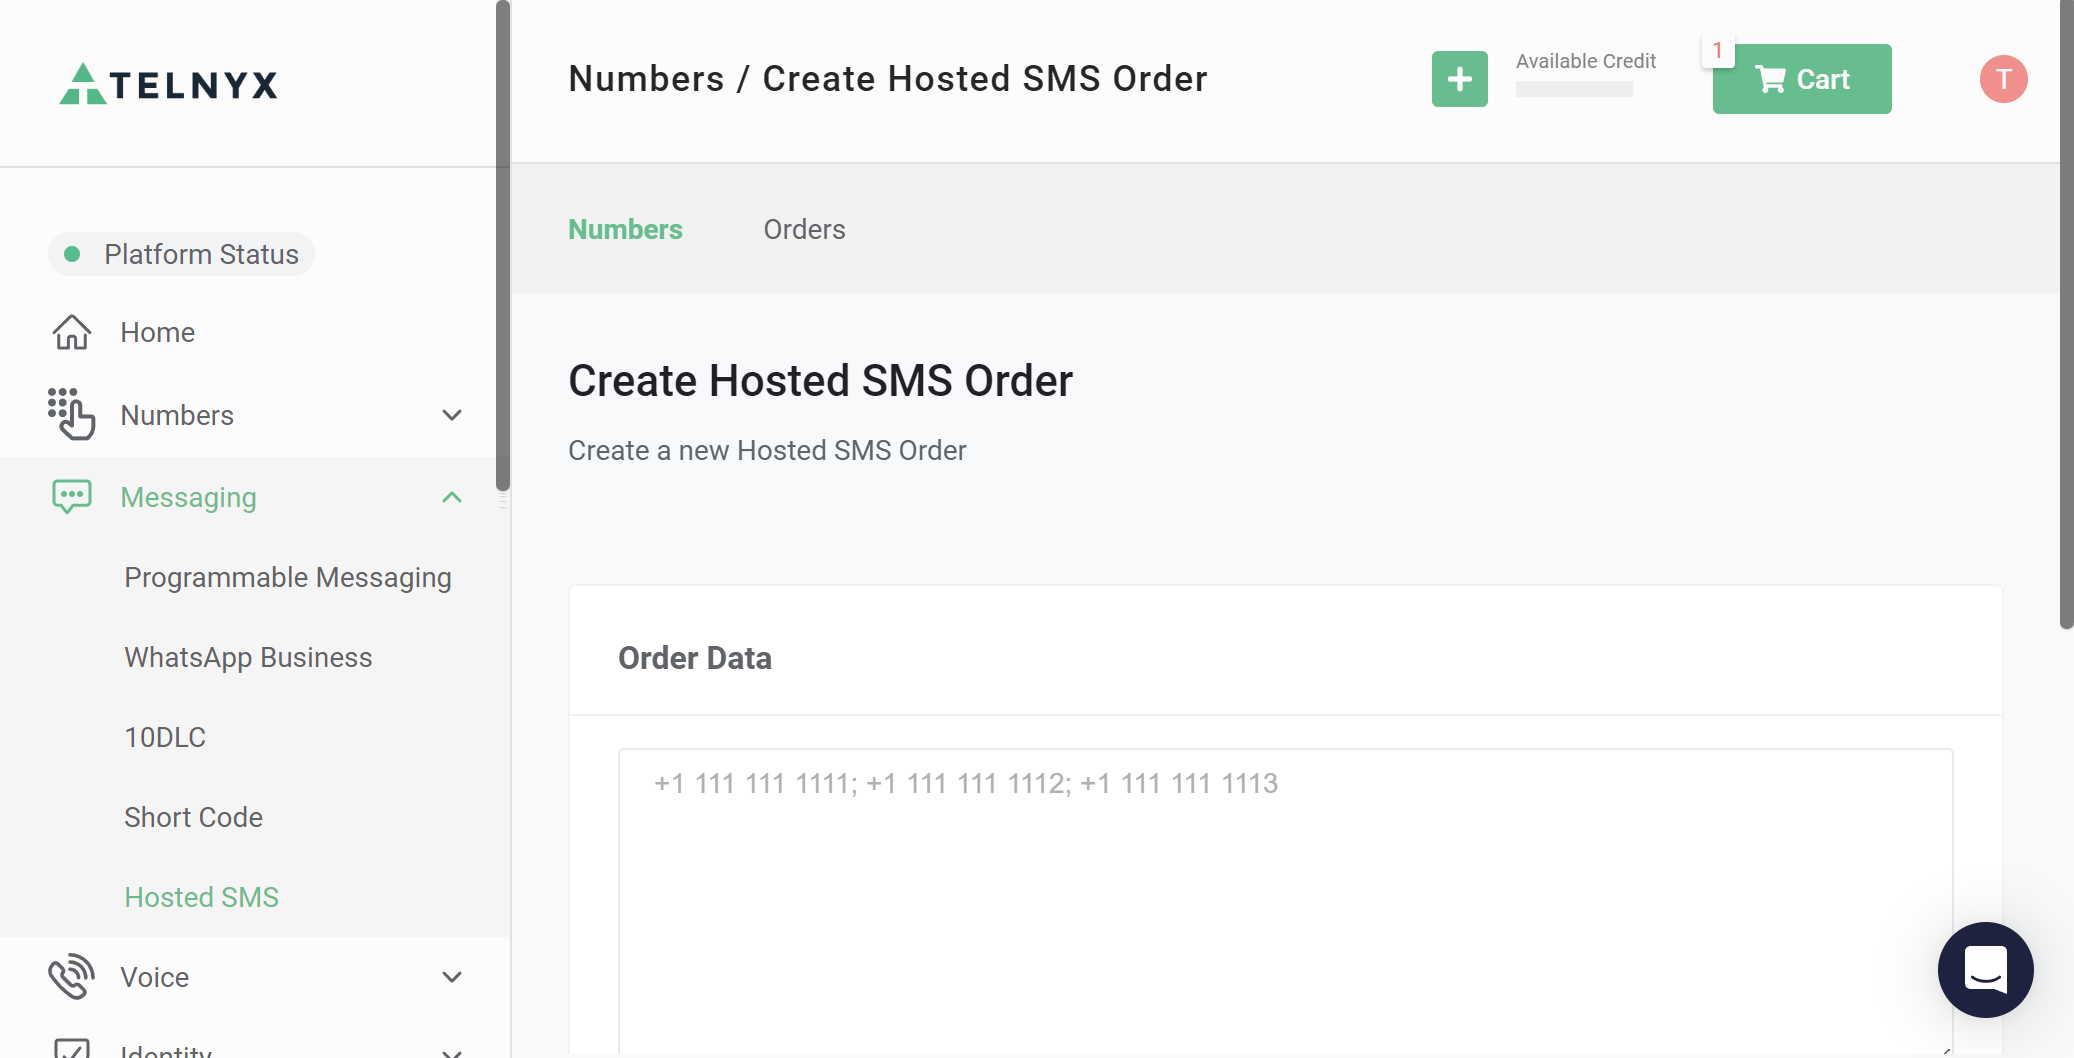 TELNYX
Numbers / Create Hosted SMS Order
Available Credit
1
Cart
T
Platform Status
Home
Numbers
Messaging
Programmable Messaging
WhatsApp Business
10DLC
Short Code
Hosted SMS
Voice
Identity
Numbers
Orders
Create Hosted SMS Order
Create a new Hosted SMS Order
Order Data
+1 111 111 1111; +1 111 111 1112; +1 111 111 1113